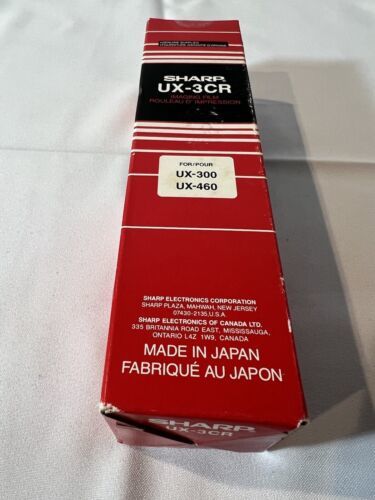 GENUINE SUPPLIES
SHARP
UX-3CR
IMAGING FILM
ROULEAU D'IMPRESSION
FOR/POUR
UX-300
UX-460
SHARP ELECTRONICS CORPORATION
SHARP PLAZA, MAHWAH, NEW JERSEY
07430-2135, U.S.A.
SHARP ELECTRONICS OF CANADA LTD.
335 BRITANNIA ROAD EAST, MISSISSAUGA,
ONTARIO L4Z 1W9, CANADA
MADE IN JAPAN
FABRIQUÉ AU JAPON
SHARP
UX-3CR